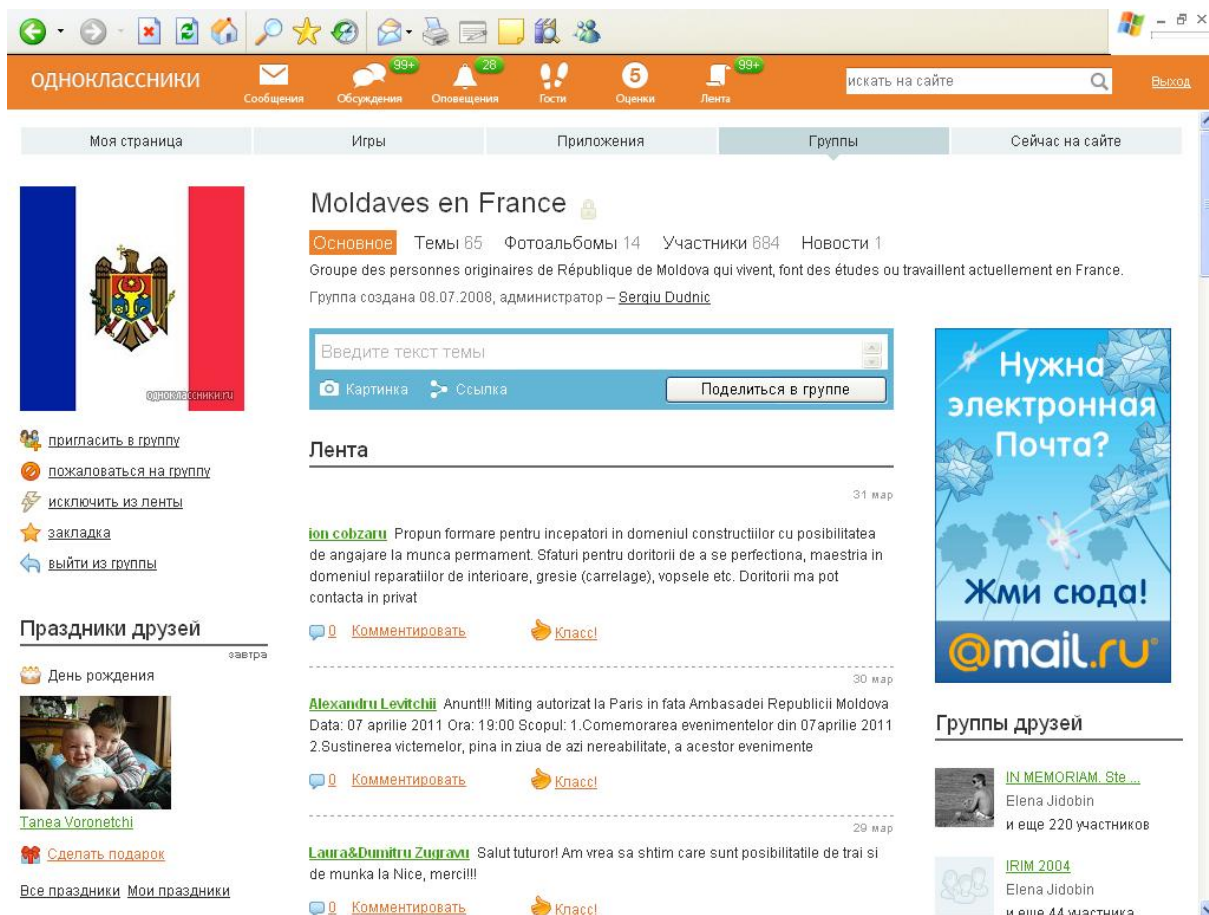 одноклассники
Сообщения
99+
Обсуждения
28
Оповещения
Гости
5
Оценки
99+
Лента
искать на сайте
Выход
Моя страница
Игры
Приложения
Группы
Сейчас на сайте
одноклассники.ru
пригласить в группу
пожаловаться на группу
исключить из ленты
закладка
выйти из группы
Праздники друзей
завтра
День рождения
Tanea Voronetchi
Сделать подарок
Все праздники Мои праздники
Moldaves en France
Основное Темы 65 Фотоальбомы 14 Участники 684 Новости 1
Groupe des personnes originaires de République de Moldova qui vivent, font des études ou travaillent actuellement en France.
Группа создана 08.07.2008, администратор – Sergiu Dudnic
Введите текст темы
Картинка Ссылка Поделиться в группе
Лента
31 мар
ion cobzaru Propun formare pentru incepatori in domeniul constructiilor cu posibilitatea
de angajare la munca permament. Sfaturi pentru doritorii de a se perfectiona, maestria in
domeniul reparatiilor de interioare, gresie (carrelage), vopsele etc. Doritorii ma pot
contacta in privat
0 Комментировать Класс!
30 мар
Alexandru Levitchii Anunt!!! Miting autorizat la Paris in fata Ambasadei Republicii Moldova
Data: 07 aprilie 2011 Ora: 19:00 Scopul: 1.Comemorarea evenimentelor din 07aprilie 2011
2.Sustinerea victemelor, pina in ziua de azi nereabilitate, a acestor evenimente
0 Комментировать Класс!
29 мар
Laura&Dumitru Zugravu Salut tuturor! Am vrea sa shtim care sunt posibilitatile de trai si
de munka la Nice, merci!!!
0 Комментировать Класс!
Нужна
электронная
Почта?
Жми сюда!
@mail.ru
Группы друзей
IN MEMORIAM. Ste ...
Elena Jidobin
и еще 220 участников
IRIM 2004
Elena Jidobin
и еще 44 участника